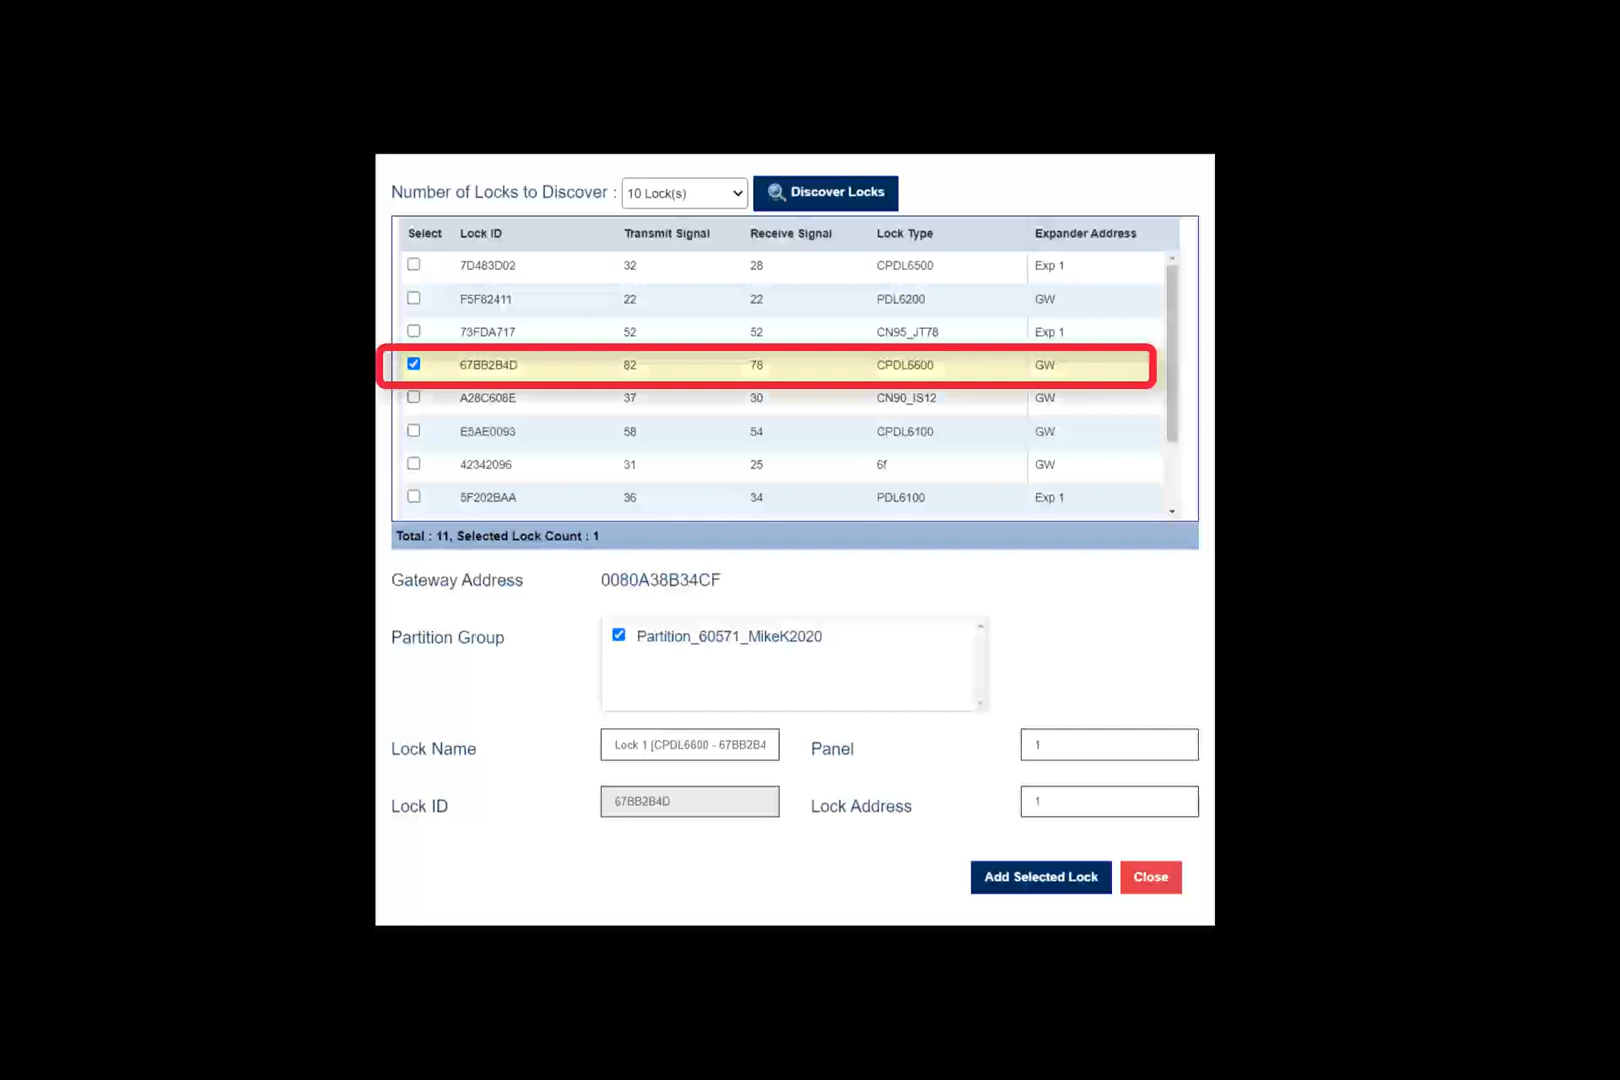 Number of Locks to Discover : 10 Lock(s) Discover Locks
Select Lock ID Transmit Signal Receive Signal Lock Type Expander Address
7D483D02 32 28 CPDL6500 Exp 1
F5F82411 22 22 PDL6200 GW
73FDA717 52 52 CN95_JT78 Exp 1
67BB2B4D 82 78 CPDL6600 GW
A28C608E 37 30 CN90_IS12 GW
E5AE0093 58 54 CPDL6100 GW
42342096 31 25 6f GW
5F202BAA 36 34 PDL6100 Exp 1
Total : 11, Selected Lock Count : 1
Gateway Address 0080A38B34CF
Partition Group Partition_60571_MikeK2020
Lock Name Lock 1 [CPDL6600 - 67BB2B4 Panel 1
Lock ID 67BB2B4D Lock Address 1
Add Selected Lock Close